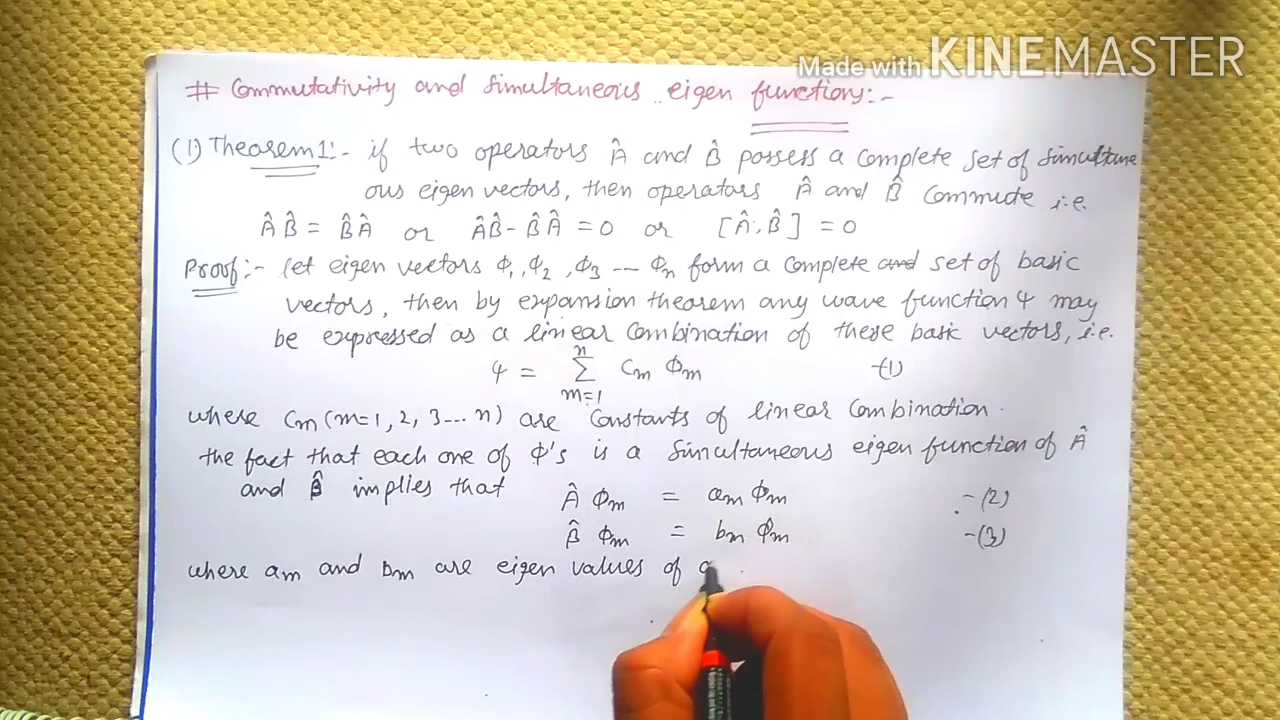 Made with KINEMASTER
# Commutativity and simultaneous eigen functions:-
(1) Theorem1:- if two operators Â and B̂ possess a complete set of simultane
ous eigen vectors, then operators Â and B̂ commute i.e.
ÂB̂ = B̂Â or ÂB̂ - B̂Â = 0 or [Â, B̂] = 0
Proof:- let eigen vectors Φ₁, Φ₂, Φ₃ --- Φn form a complete and set of basic
vectors, then by expansion theorem any wave function Ψ may
be expressed as a linear combination of these basic vectors, i.e.
Ψ = Σ_{m=1}^{n} Cm Φm -(1)
where Cm (m=1, 2, 3... n) are constants of linear combination.
the fact that each one of Φ's is a simultaneous eigen function of Â
and B̂ implies that Â Φm = am Φm -(2)
B̂ Φm = bm Φm -(3)
where am and bm are eigen values of